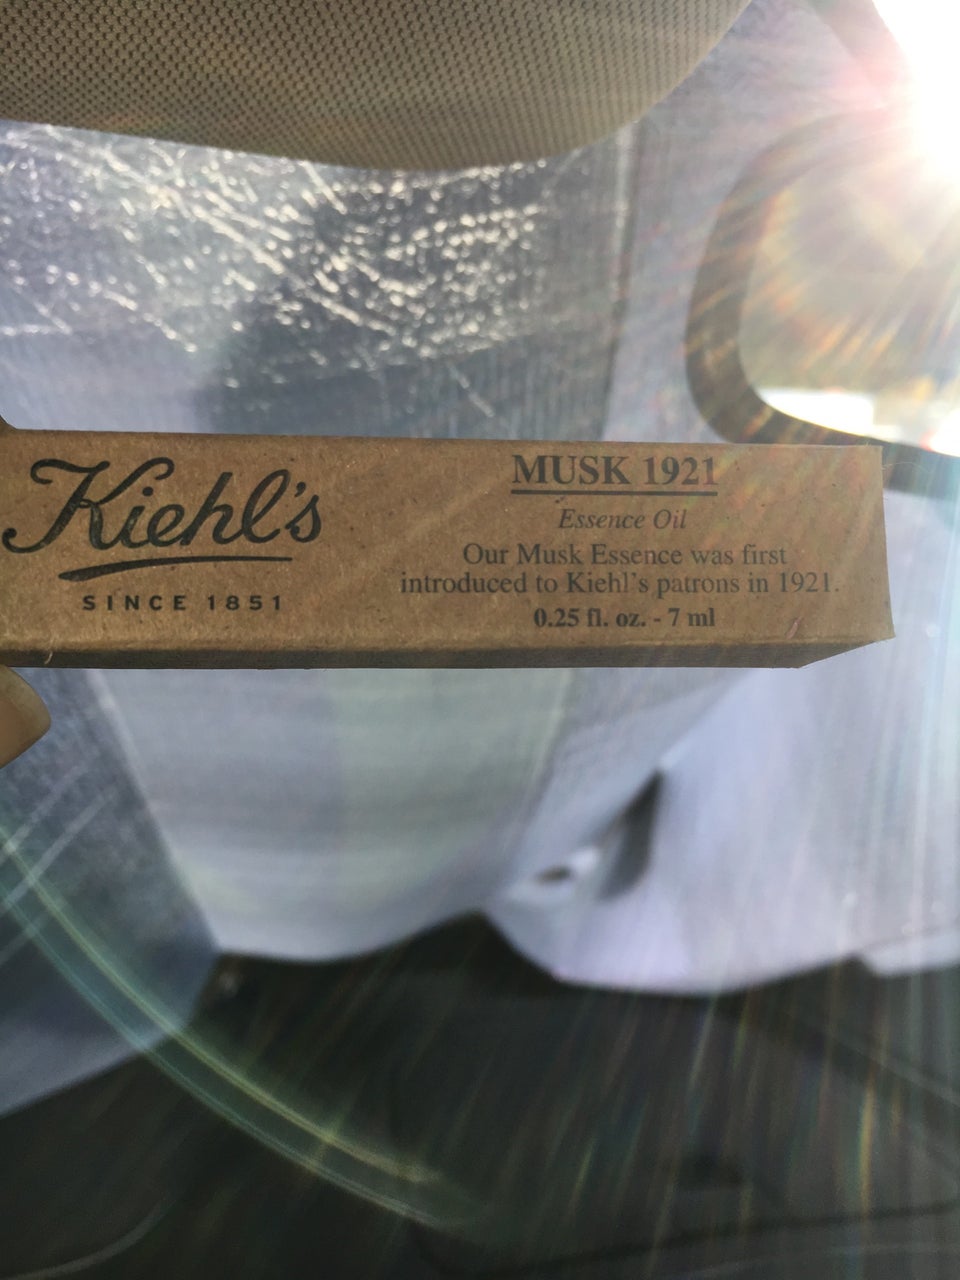 Kiehl's
SINCE 1851
MUSK 1921
Essence Oil
Our Musk Essence was first
introduced to Kiehl's patrons in 1921.
0.25 fl. oz. - 7 ml